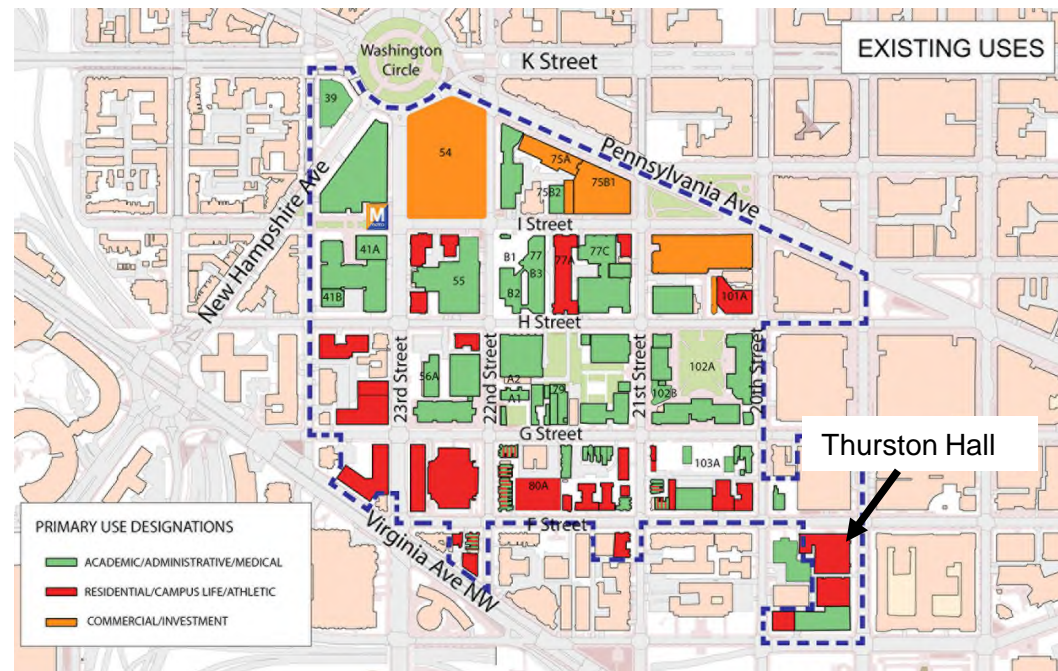 Washington
Circle
K Street
EXISTING USES
39
54
Pennsylvania Ave
75A
75B1
75B2
M
I Street
New Hampshire Ave
41A
41B
55
B1
77
B3
B2
77A
77C
101A
H Street
23rd Street
22nd Street
21st Street
20th Street
56A
A2
A1
79
102A
102B
G Street
103A
80A
Thurston Hall
F Street
Virginia Ave NW
PRIMARY USE DESIGNATIONS
ACADEMIC/ADMINISTRATIVE/MEDICAL
RESIDENTIAL/CAMPUS LIFE/ATHLETIC
COMMERCIAL/INVESTMENT